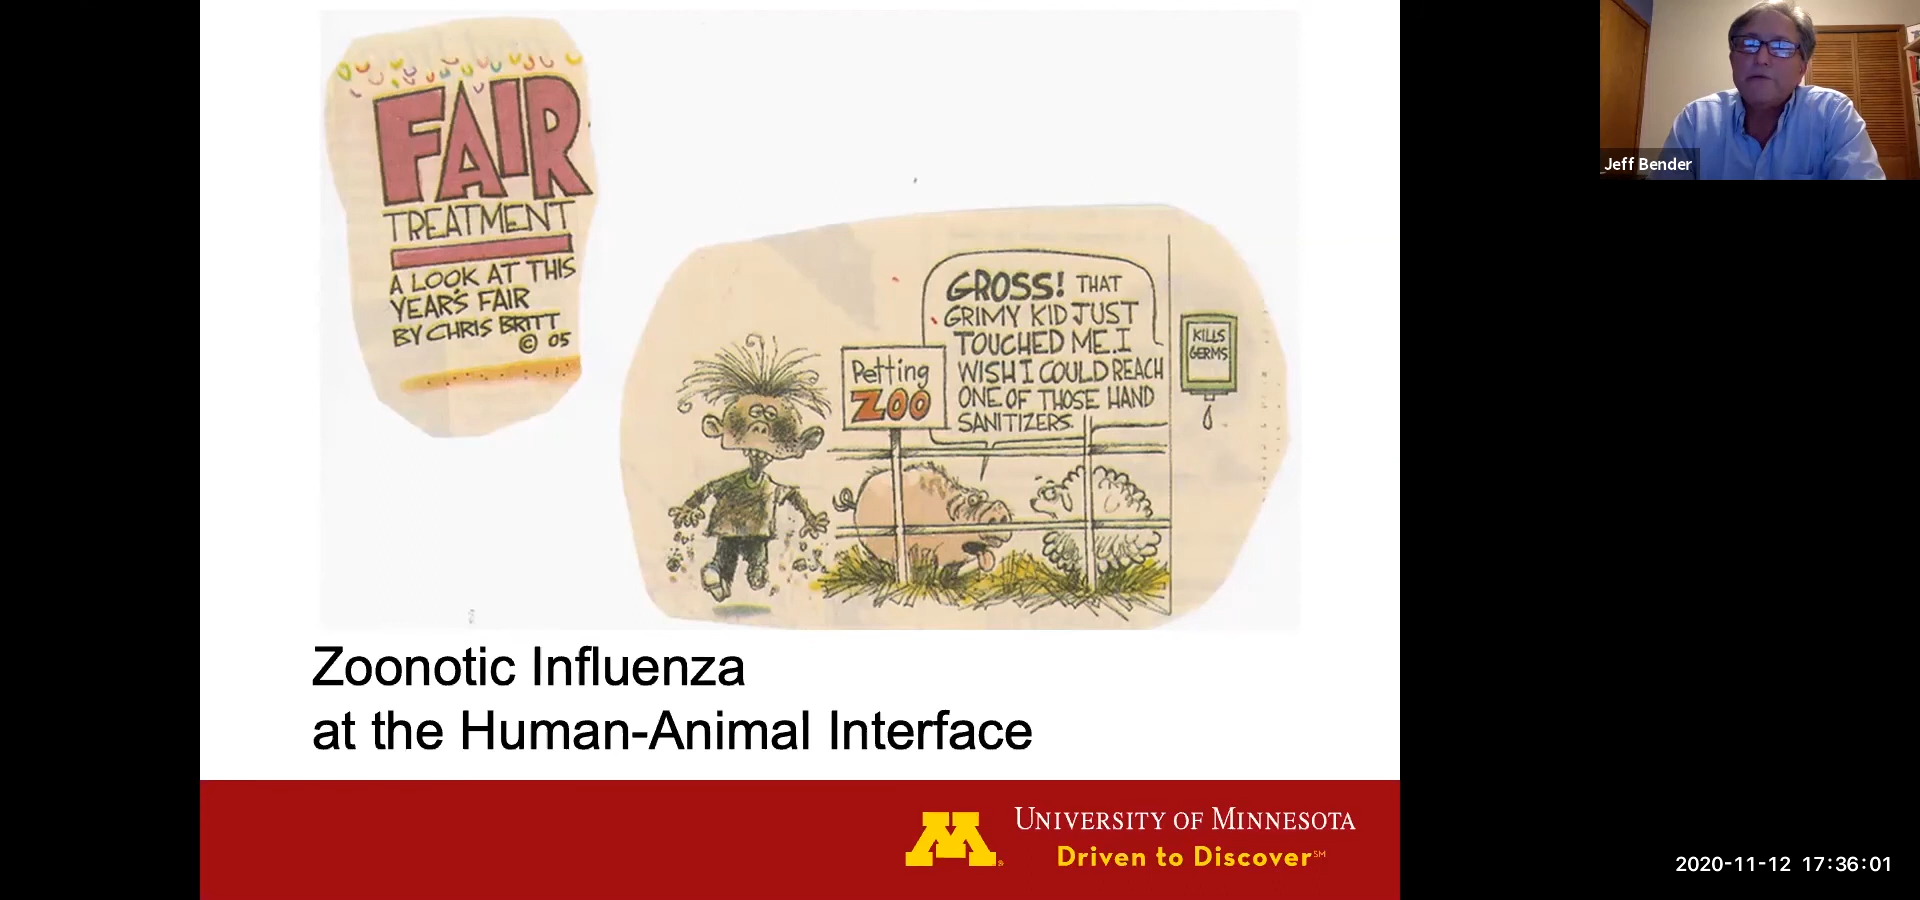 FAIR
TREATMENT
A LOOK AT THIS
YEAR'S FAIR
BY CHRIS BRITT
© 05
GROSS! THAT
GRIMY KID JUST
TOUCHED ME. I
WISH I COULD REACH
ONE OF THOSE HAND
SANITIZERS.
Petting
ZOO
KILLS
GERMS
Zoonotic Influenza
at the Human-Animal Interface
M®
UNIVERSITY OF MINNESOTA
Driven to Discover℠
Jeff Bender
2020-11-12 17:36:01